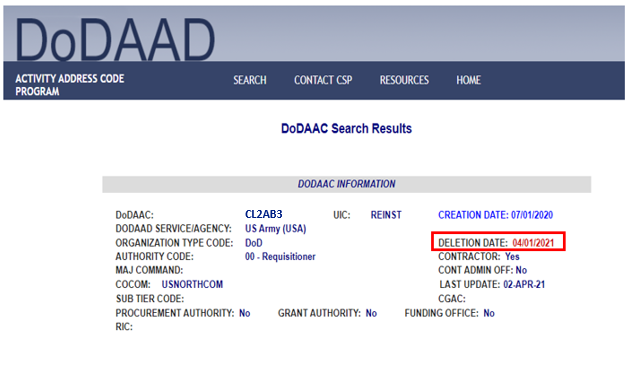 DoDAAD
ACTIVITY ADDRESS CODE
PROGRAM
SEARCH CONTACT CSP RESOURCES HOME
DoDAAC Search Results
DODAAC INFORMATION
DoDAAC: CL2AB3 UIC: REINST CREATION DATE: 07/01/2020
DODAAD SERVICE/AGENCY: US Army (USA)
ORGANIZATION TYPE CODE: DoD DELETION DATE: 04/01/2021
AUTHORITY CODE: 00 - Requisitioner CONTRACTOR: Yes
MAJ COMMAND: CONT ADMIN OFF: No
COCOM: USNORTHCOM LAST UPDATE: 02-APR-21
SUB TIER CODE: CGAC:
PROCUREMENT AUTHORITY: No GRANT AUTHORITY: No FUNDING OFFICE: No
RIC: